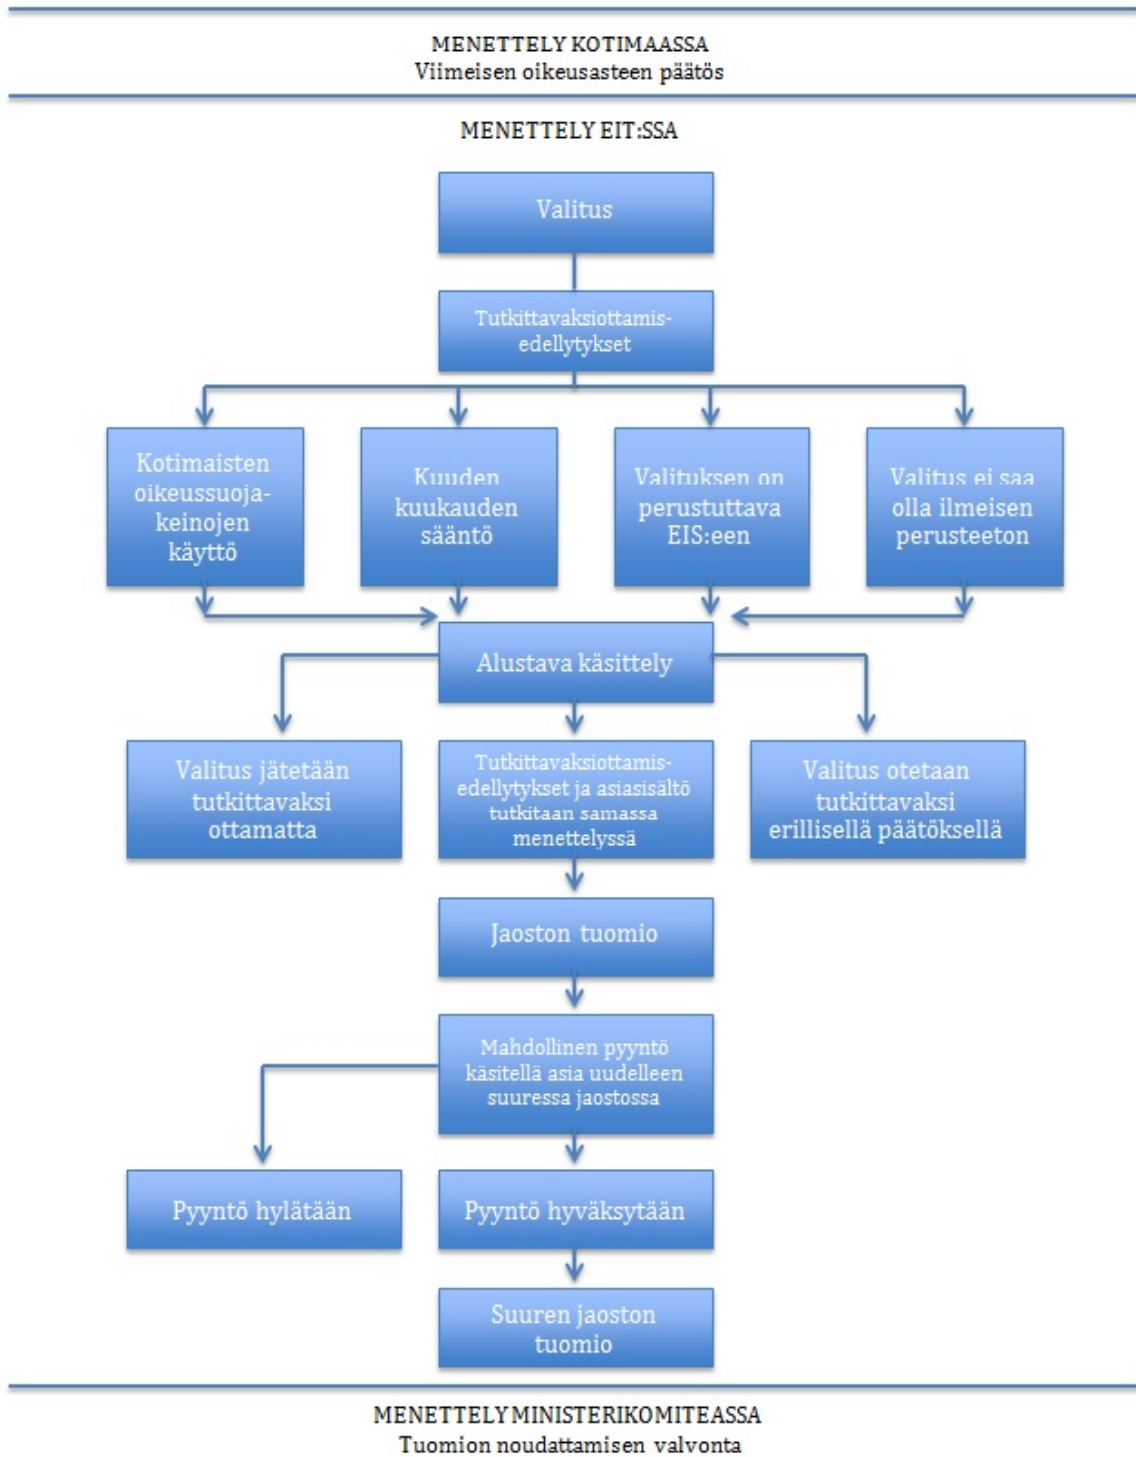 MENETTELY KOTIMAASSA
Viimeisen oikeusasteen päätös
MENETTELY EIT:SSA
Valitus
Tutkittavaksiottamis-
edellytykset
Kotimaisten
oikeussuoja-
keinojen
käyttö
Kuuden
kuukauden
sääntö
Valituksen on
perustuttava
EIS:een
Valitus ei saa
olla ilmeisen
perusteeton
Alustava käsittely
Valitus jätetään
tutkittavaksi
ottamatta
Tutkittavaksiottamis-
edellytykset ja asiasisältö
tutkitaan samassa
menettelyssä
Valitus otetaan
tutkittavaksi
erillisellä päätöksellä
Jaoston tuomio
Mahdollinen pyyntö
käsitellä asia uudelleen
suuressa jaostossa
Pyyntö hylätään
Pyyntö hyväksytään
Suuren jaoston
tuomio
MENETTELY MINISTERIKOMITEASSA
Tuomion noudattamisen valvonta